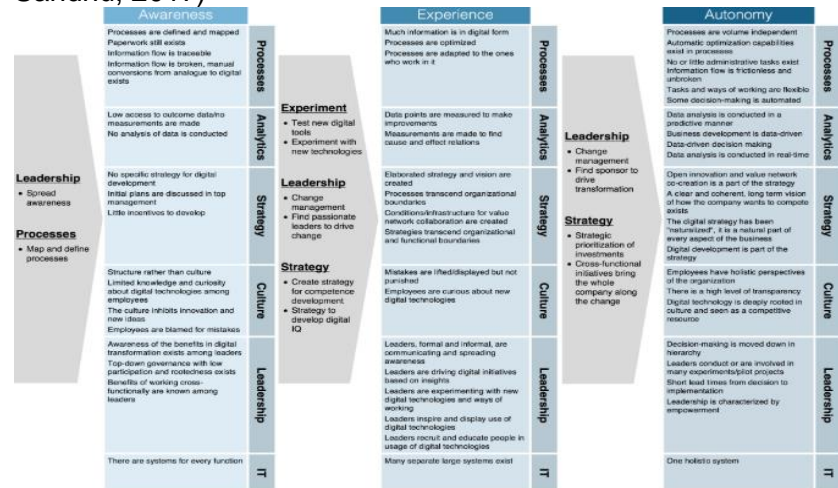 Awareness
Processes are defined and mapped
Paperwork still exists
Information flow is traceable
Information flow is broken, manual
conversions from analogue to digital
exists
Processes
Low access to outcome data/no
measurements are made
No analysis of data is conducted
Analytics
No specific strategy for digital
development
Initial plans are discussed in top
management
Little incentives to develop
Strategy
Structure rather than culture
Limited knowledge and curiosity
about digital technologies among
employees
The culture inhibits innovation and
new ideas
Employees are blamed for mistakes
Culture
Awareness of the benefits in digital
transformation exists among leaders
Top-down governance with low
participation and rootedness exists
Benefits of working cross-
functionally are known among
leaders
Leadership
There are systems for every function
IT
Leadership
• Spread
awareness
Processes
• Map and define
processes
Experience
Much information is in digital form
Processes are optimized
Processes are adapted to the ones
who work in it
Processes
Data points are measured to make
improvements
Measurements are made to find
cause and effect relations
Analytics
Elaborated strategy and vision are
created
Processes transcend organizational
boundaries
Conditions/infrastructure for value
network collaboration are created
Strategies transcend organizational
and functional boundaries
Strategy
Mistakes are lifted/displayed but not
punished
Employees are curious about new
digital technologies
Culture
Leaders, formal and informal, are
communicating and spreading
awareness
Leaders are driving digital initiatives
based on insights
Leaders are experimenting with new
digital technologies and ways of
working
Leaders inspire and display use of
digital technologies
Leaders recruit and educate people in
usage of digital technologies
Leadership
Many separate large systems exist
IT
Experiment
• Test new digital
tools
• Experiment with
new technologies
Leadership
• Change
management
• Find passionate
leaders to drive
change
Strategy
• Create strategy
for competence
development
• Strategy to
develop digital
IQ
Autonomy
Processes are volume independent
Automatic optimization capabilities
exist in processes
No or little administrative tasks exist
Information flow is frictionless and
unbroken
Tasks and ways of working are flexible
Some decision-making is automated
Processes
Data analysis is conducted in a
predictive manner
Business development is data-driven
Data-driven decision making
Data analysis is conducted in real-time
Analytics
Open innovation and value network
co-creation is a part of the strategy
A clear and coherent, long term vision
of how the company wants to compete
exists
The digital strategy has been
"naturalized", it is a natural part of
every aspect of the business
Digital development is part of the
strategy
Strategy
Employees have holistic perspectives
of the organization
There is a high level of transparency
Digital technology is deeply rooted in
culture and seen as a competitive
resource
Culture
Decision-making is moved down in
hierarchy
Leaders conduct or are involved in
many experiments/pilot projects
Short lead times from decision to
implementation
Leadership is characterized by
empowerment
Leadership
One holistic system
IT
Leadership
• Change
management
• Find sponsor to
drive
transformation
Strategy
• Strategic
prioritization of
investments
• Cross-functional
initiatives bring
the whole
company along
the change